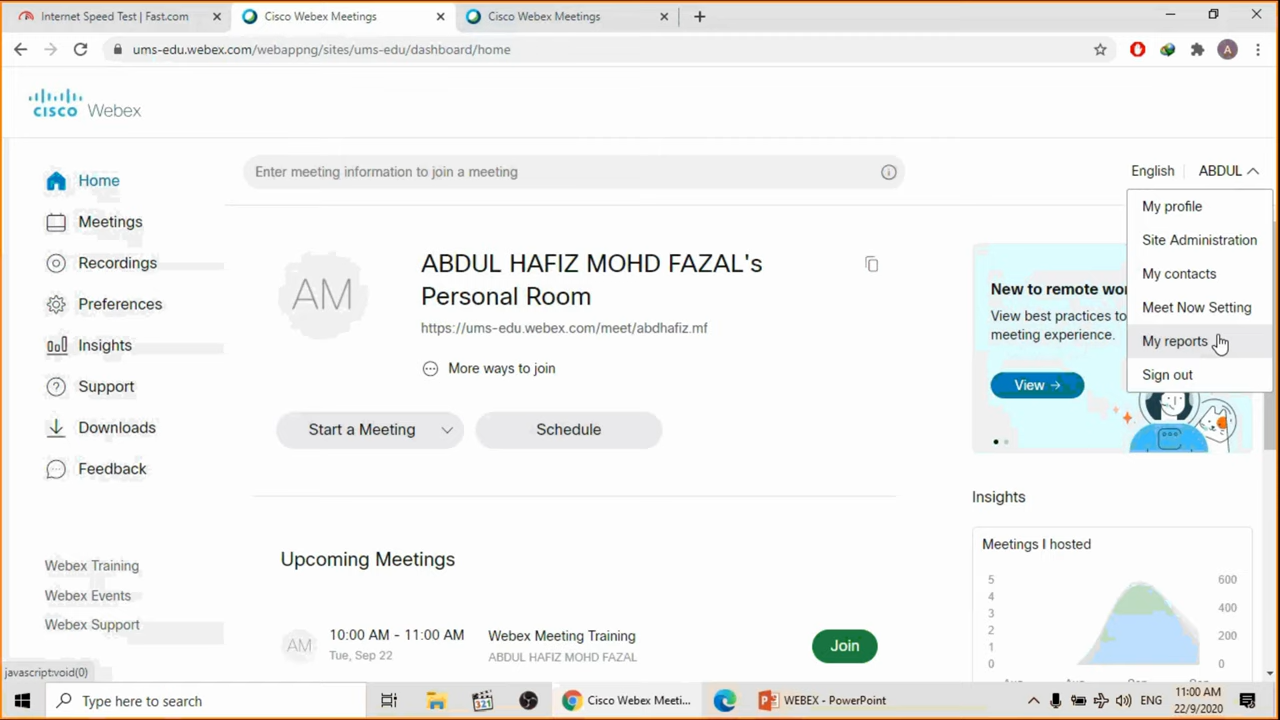 Internet Speed Test | Fast.com
Cisco Webex Meetings
Cisco Webex Meetings
ums-edu.webex.com/webappng/sites/ums-edu/dashboard/home
A
CISCO Webex
Enter meeting information to join a meeting
English
ABDUL
Home
Meetings
Recordings
Preferences
Insights
Support
Downloads
Feedback
Webex Training
Webex Events
Webex Support
AM
ABDUL HAFIZ MOHD FAZAL's
Personal Room
https://ums-edu.webex.com/meet/abdhafiz.mf
More ways to join
Start a Meeting
Schedule
Upcoming Meetings
AM
10:00 AM - 11:00 AM
Tue, Sep 22
Webex Meeting Training
ABDUL HAFIZ MOHD FAZAL
Join
My profile
Site Administration
My contacts
Meet Now Setting
My reports
Sign out
New to remote
View best practices to
meeting experience.
View →
Insights
Meetings I hosted
5
4
3
2
1
0
600
400
200
0
javascript:void(0)
Type here to search
321
Cisco Webex Meeti...
WEBEX - PowerPoint
ENG
11:00 AM
22/9/2020